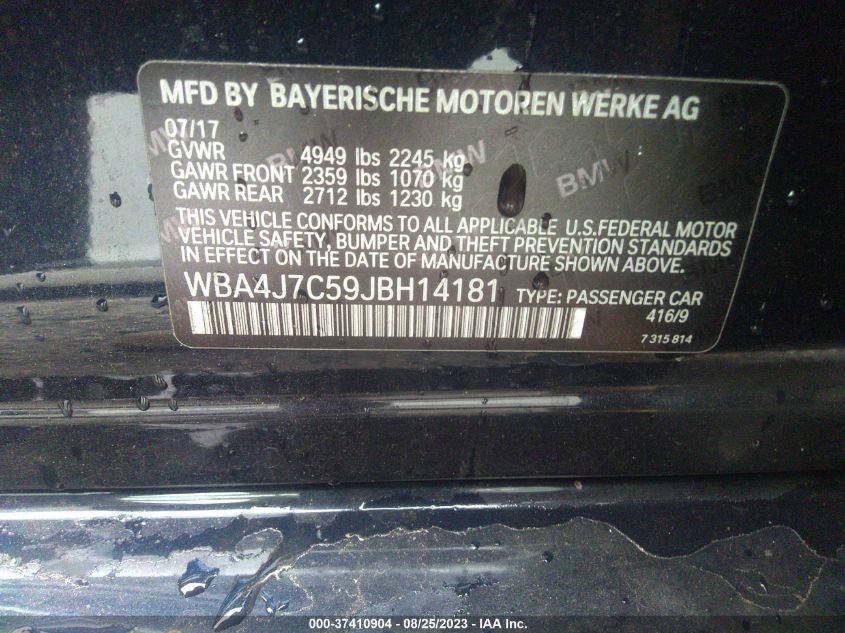 MFD BY BAYERISCHE MOTOREN WERKE AG
07/17
GVWR 4949 lbs 2245 kg
GAWR FRONT 2359 lbs 1070 kg
GAWR REAR 2712 lbs 1230 kg
THIS VEHICLE CONFORMS TO ALL APPLICABLE U.S.FEDERAL MOTOR
VEHICLE SAFETY, BUMPER AND THEFT PREVENTION STANDARDS
IN EFFECT ON THE DATE OF MANUFACTURE SHOWN ABOVE.
WBA4J7C59JBH14181 TYPE: PASSENGER CAR
416/9
7 315 814
BMW
BMW
000-37410904 - 08/25/2023 - IAA Inc.